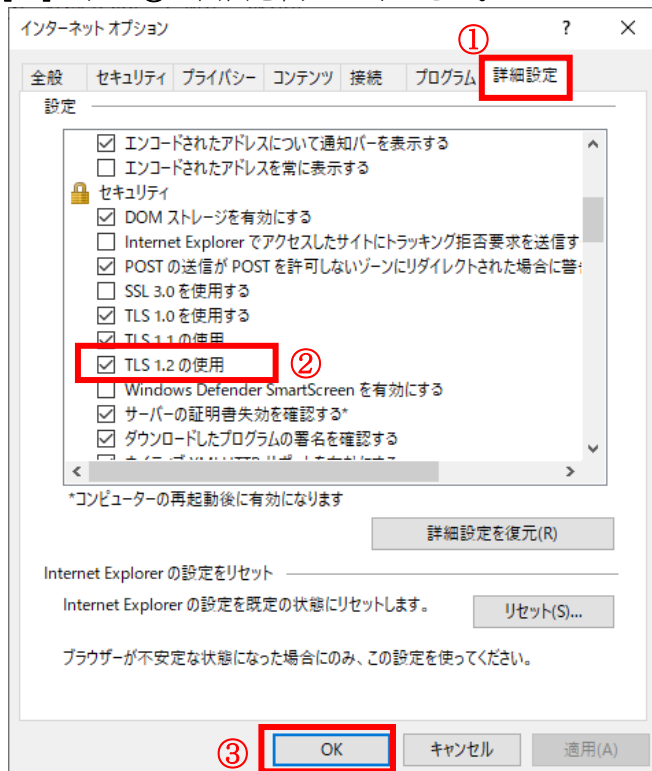 インターネット オプション ? ×
①
全般 セキュリティ プライバシー コンテンツ 接続 プログラム 詳細設定
設定
エンコードされたアドレスについて通知バーを表示する
エンコードされたアドレスを常に表示する
セキュリティ
DOM ストレージを有効にする
Internet Explorer でアクセスしたサイトにトラッキング拒否要求を送信す
POST の送信が POST を許可しないゾーンにリダイレクトされた場合に警
SSL 3.0 を使用する
TLS 1.0 を使用する
TLS 1.1 の使用
TLS 1.2 の使用 ②
Windows Defender SmartScreen を有効にする
サーバーの証明書失効を確認する*
ダウンロードしたプログラムの署名を確認する
*コンピューターの再起動後に有効になります
詳細設定を復元(R)
Internet Explorer の設定をリセット
Internet Explorer の設定を既定の状態にリセットします。 リセット(S)...
ブラウザーが不安定な状態になった場合にのみ、この設定を使ってください。
③ OK キャンセル 適用(A)